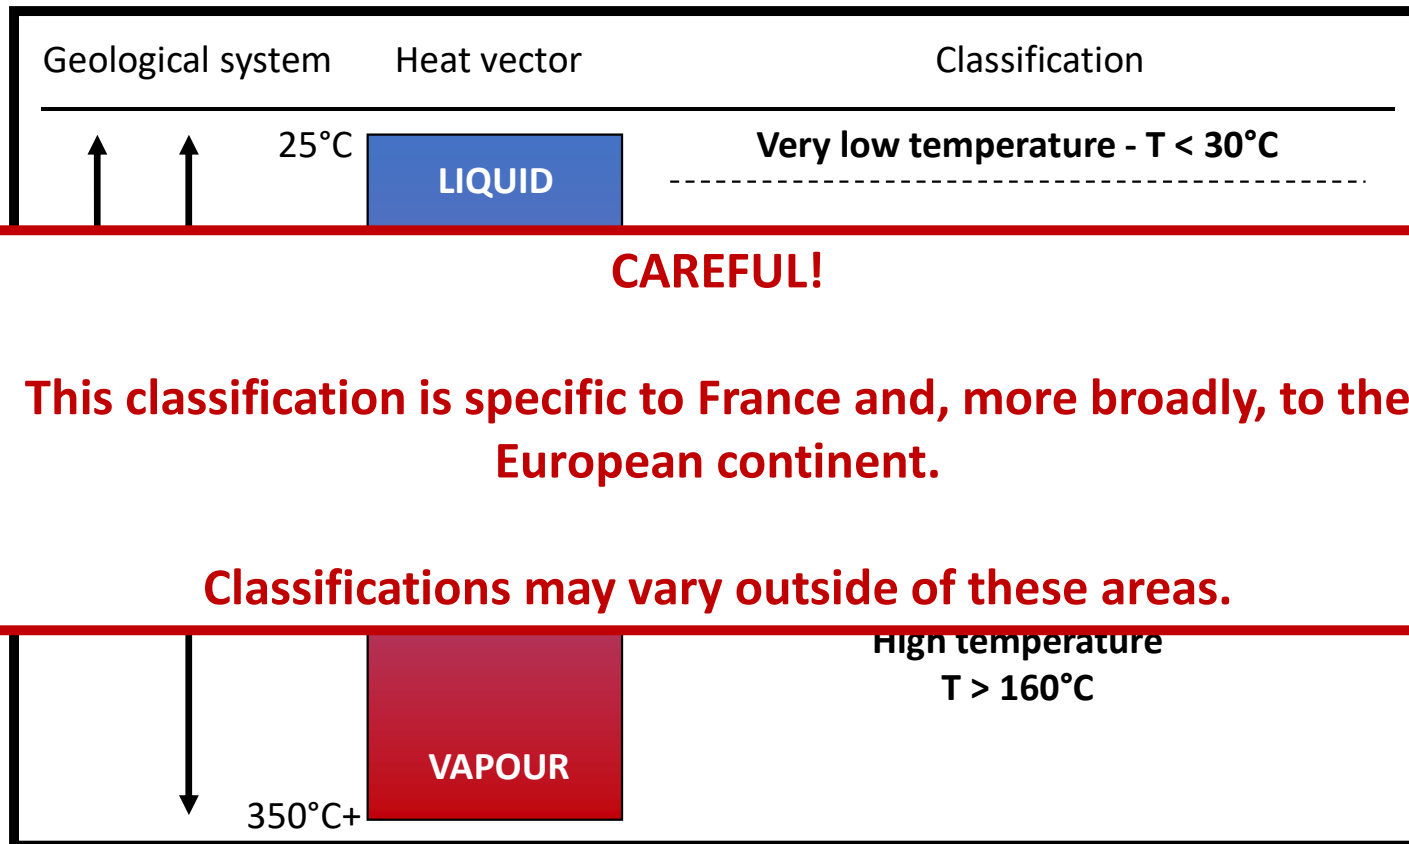 Geological system Heat vector Classification
25°C
LIQUID
Very low temperature - T < 30°C
CAREFUL!
This classification is specific to France and, more broadly, to the
European continent.
Classifications may vary outside of these areas.
High temperature
T > 160°C
VAPOUR
350°C+